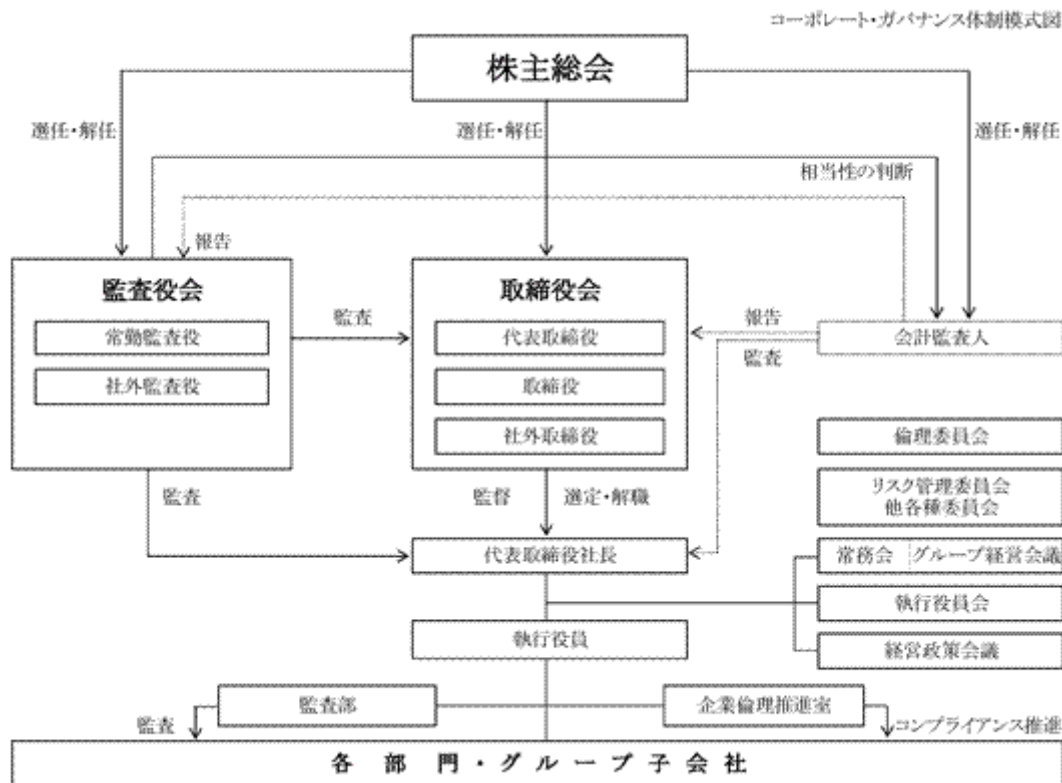 コーポレート・ガバナンス体制模式図
株主総会
選任・解任
選任・解任
選任・解任
相当性の判断
報告
監査役会
常勤監査役
社外監査役
監査
取締役会
代表取締役
取締役
社外取締役
報告
監査
会計監査人
倫理委員会
リスク管理委員会
他各種委員会
監査
監督
選定・解職
代表取締役社長
常務会
グループ経営会議
執行役員会
経営政策会議
執行役員
監査部
企業倫理推進室
監査
コンプライアンス推進
各部門・グループ子会社